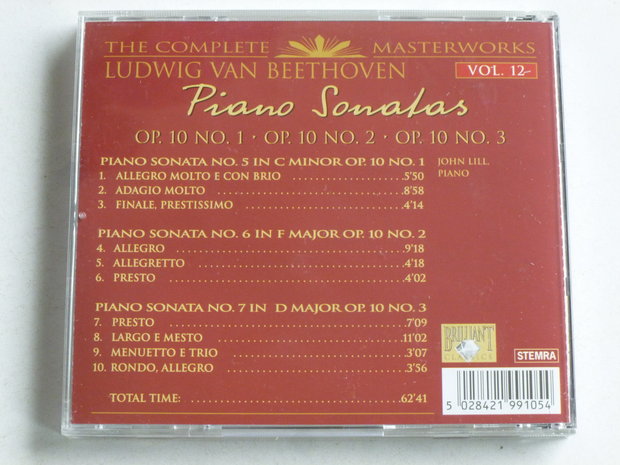 THE COMPLETE MASTERWORKS
LUDWIG VAN BEETHOVEN VOL. 12
Piano Sonatas
OP. 10 NO. 1 · OP. 10 NO. 2 · OP. 10 NO. 3
PIANO SONATA NO. 5 IN C MINOR OP. 10 NO. 1
JOHN LILL,
PIANO
1. ALLEGRO MOLTO E CON BRIO 5'50
2. ADAGIO MOLTO 8'58
3. FINALE, PRESTISSIMO 4'14
PIANO SONATA NO. 6 IN F MAJOR OP. 10 NO. 2
4. ALLEGRO 9'18
5. ALLEGRETTO 4'18
6. PRESTO 4'02
PIANO SONATA NO. 7 IN D MAJOR OP. 10 NO. 3
7. PRESTO 7'09
8. LARGO E MESTO 11'02
9. MENUETTO E TRIO 3'07
10. RONDO, ALLEGRO 3'56
TOTAL TIME: 62'41
BRILLIANT
CLASSICS
STEMRA
5 028421 991054